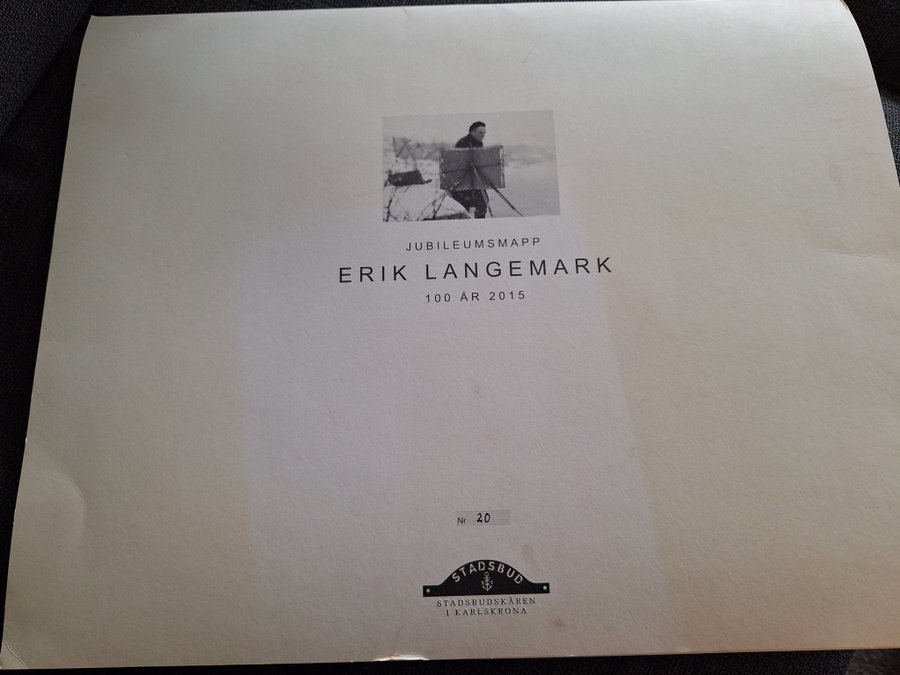 JUBILEUMSMAPP
ERIK LANGEMARK
100 ÅR 2015
Nr 20
STADSBUD
STADSBUDSKÅREN
I KARLSKRONA